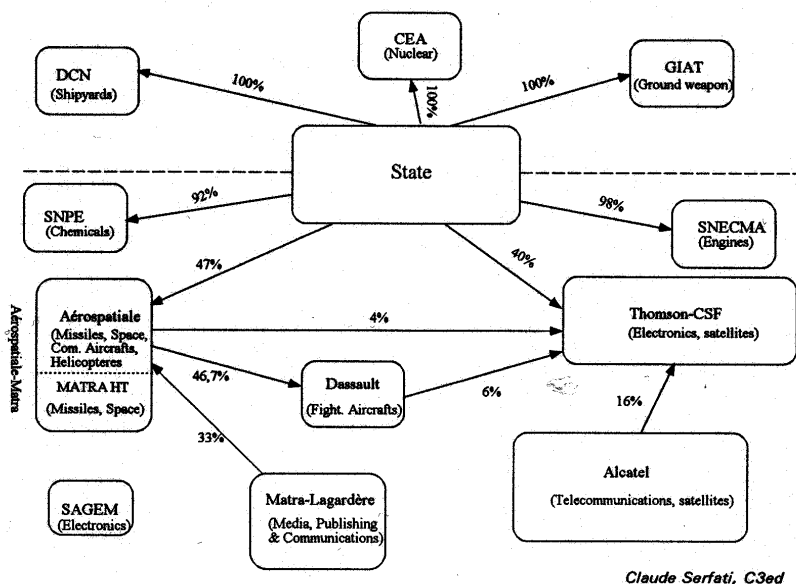 CEA
(Nuclear)
DCN
(Shipyards)
GIAT
(Ground weapon)
100%
100%
100%
State
92%
98%
SNPE
(Chemicals)
SNECMA
(Engines)
47%
40%
Aérospatiale-Matra
Aérospatiale
(Missiles, Space,
Com. Aircrafts,
Helicopteres
MATRA HT
(Missiles, Space)
4%
Thomson-CSF
(Electronics, satellites)
46,7%
Dassault
(Fight. Aircrafts)
6%
16%
33%
SAGEM
(Electronics)
Matra-Lagardère
(Media, Publishing
& Communications)
Alcatel
(Telecommunications, satellites)
Claude Serfati, C3ed